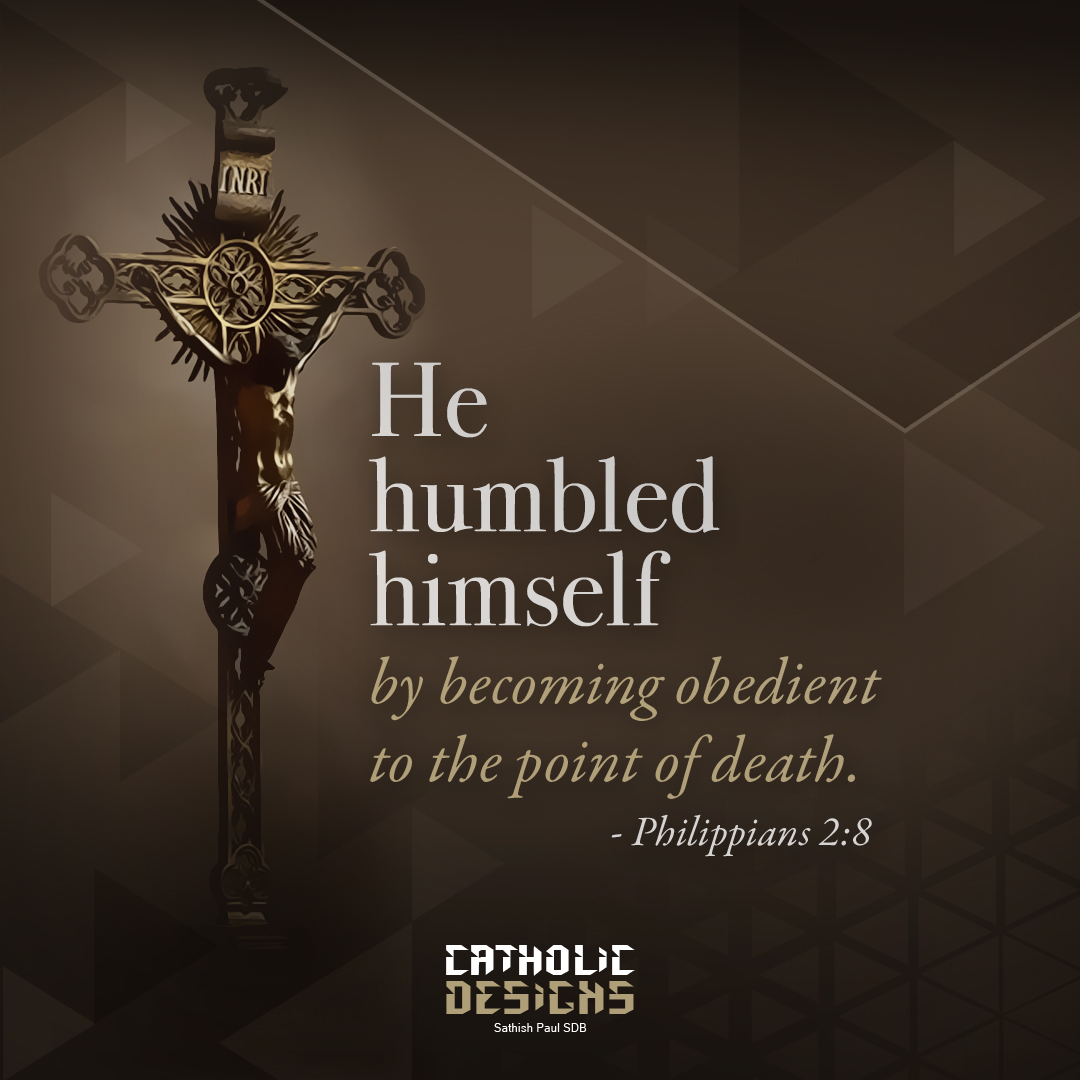 INRI
He
humbled
himself
by becoming obedient
to the point of death.
- Philippians 2:8
CATHOLIC
DESIGNS
Sathish Paul SDB